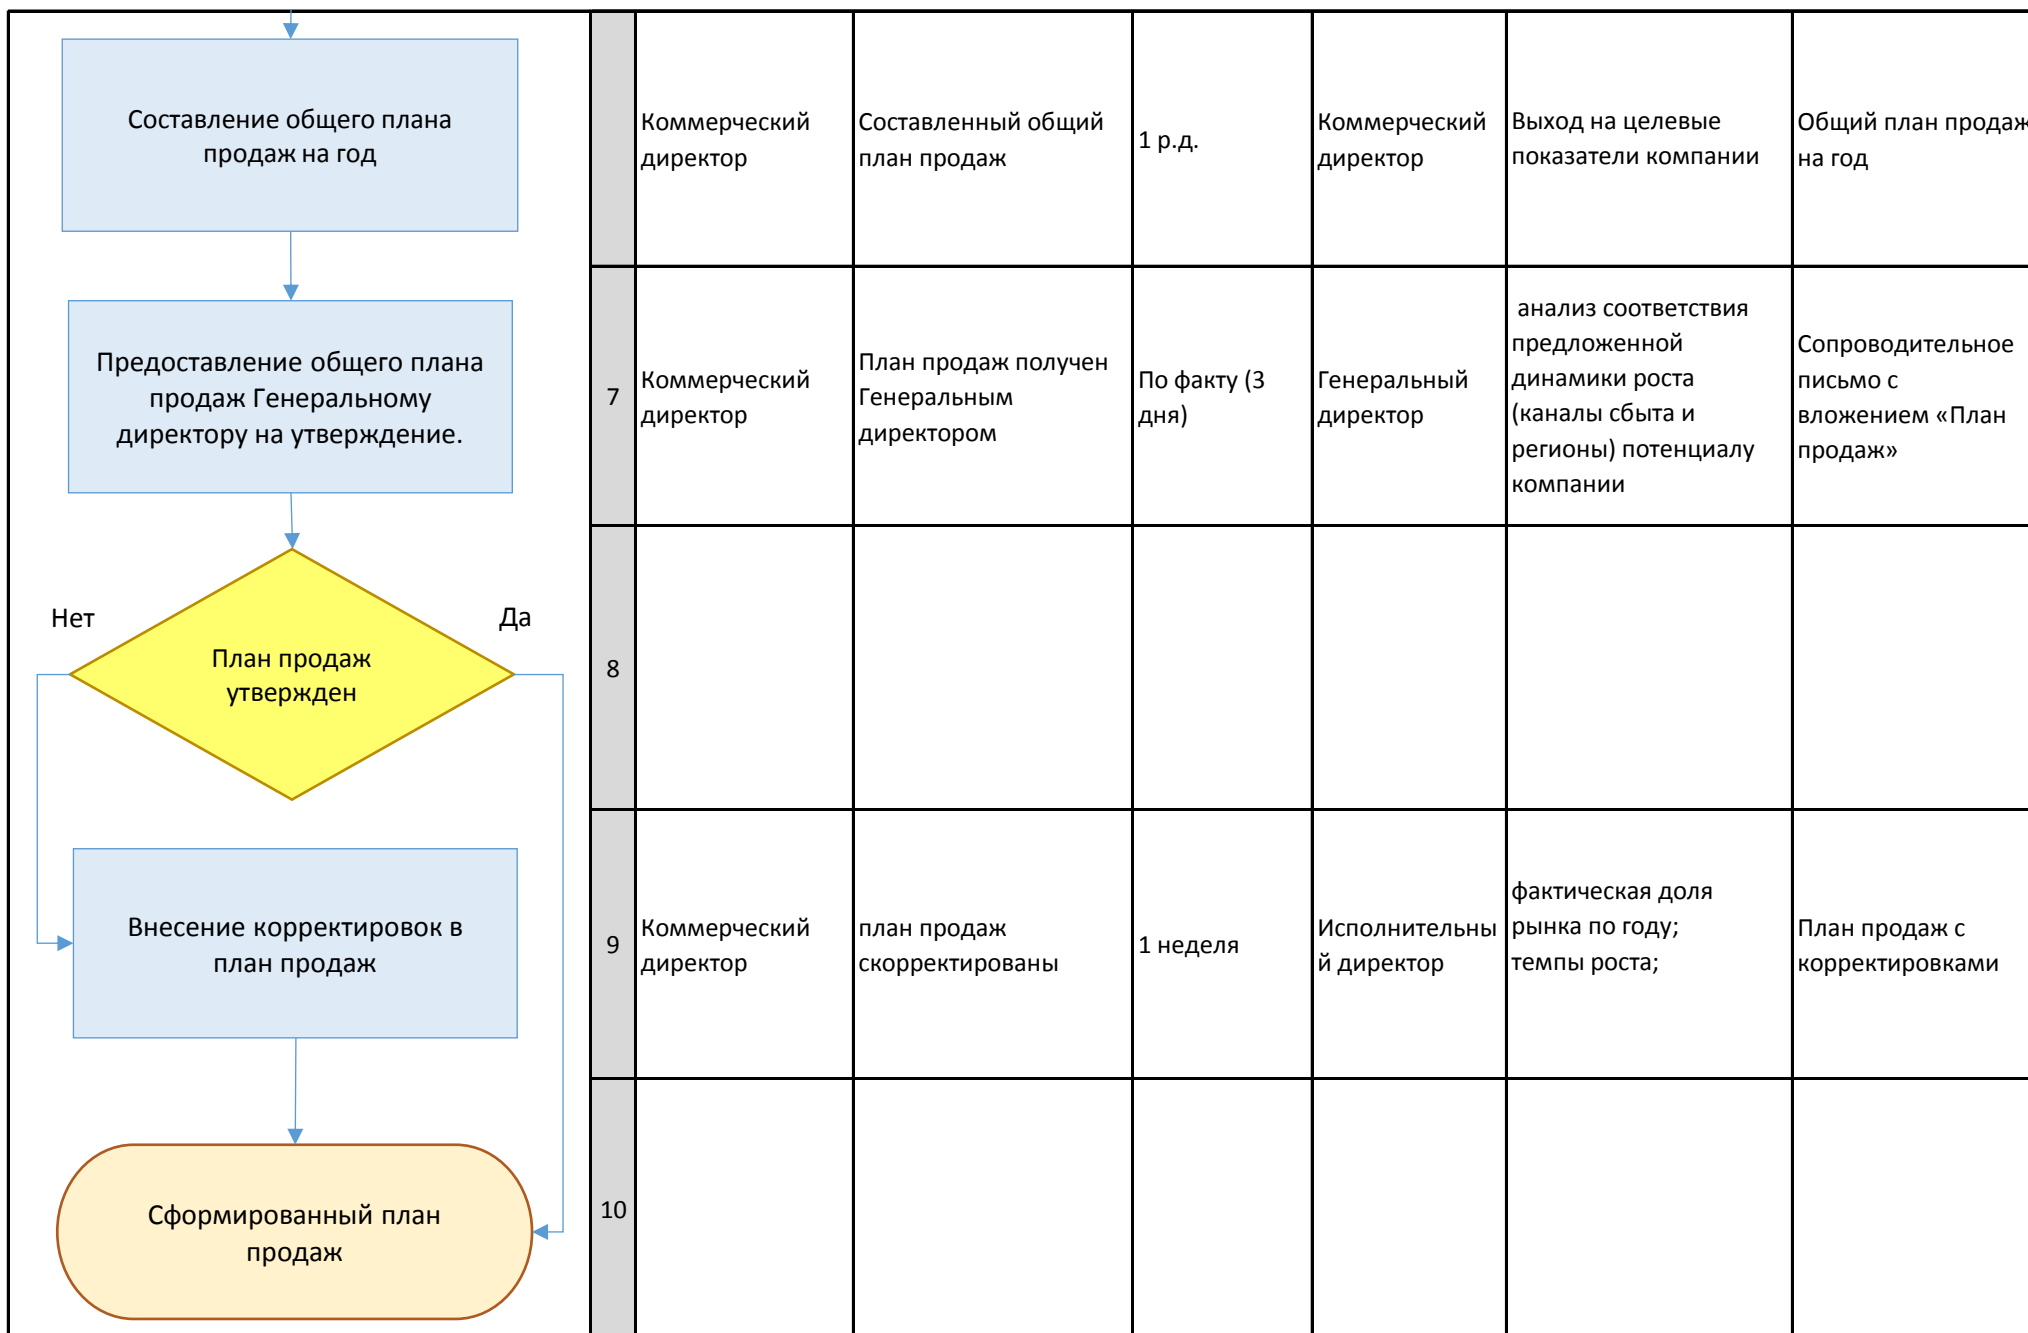 Составление общего плана
продаж на год
Коммерческий
директор
Составленный общий
план продаж
1 р.д.
Коммерческий
директор
Выход на целевые
показатели компании
Общий план продаж
на год
Предоставление общего плана
продаж Генеральному
директору на утверждение.
7
Коммерческий
директор
План продаж получен
Генеральным
директором
По факту (3
дня)
Генеральный
директор
анализ соответствия
предложенной
динамики роста
(каналы сбыта и
регионы) потенциалу
компании
Сопроводительное
письмо с
вложением «План
продаж»
Нет
Да
План продаж
утвержден
8
Внесение корректировок в
план продаж
9
Коммерческий
директор
план продаж
скорректированы
1 неделя
Исполнительны
й директор
фактическая доля
рынка по году;
темпы роста;
План продаж с
корректировками
Сформированный план
продаж
10